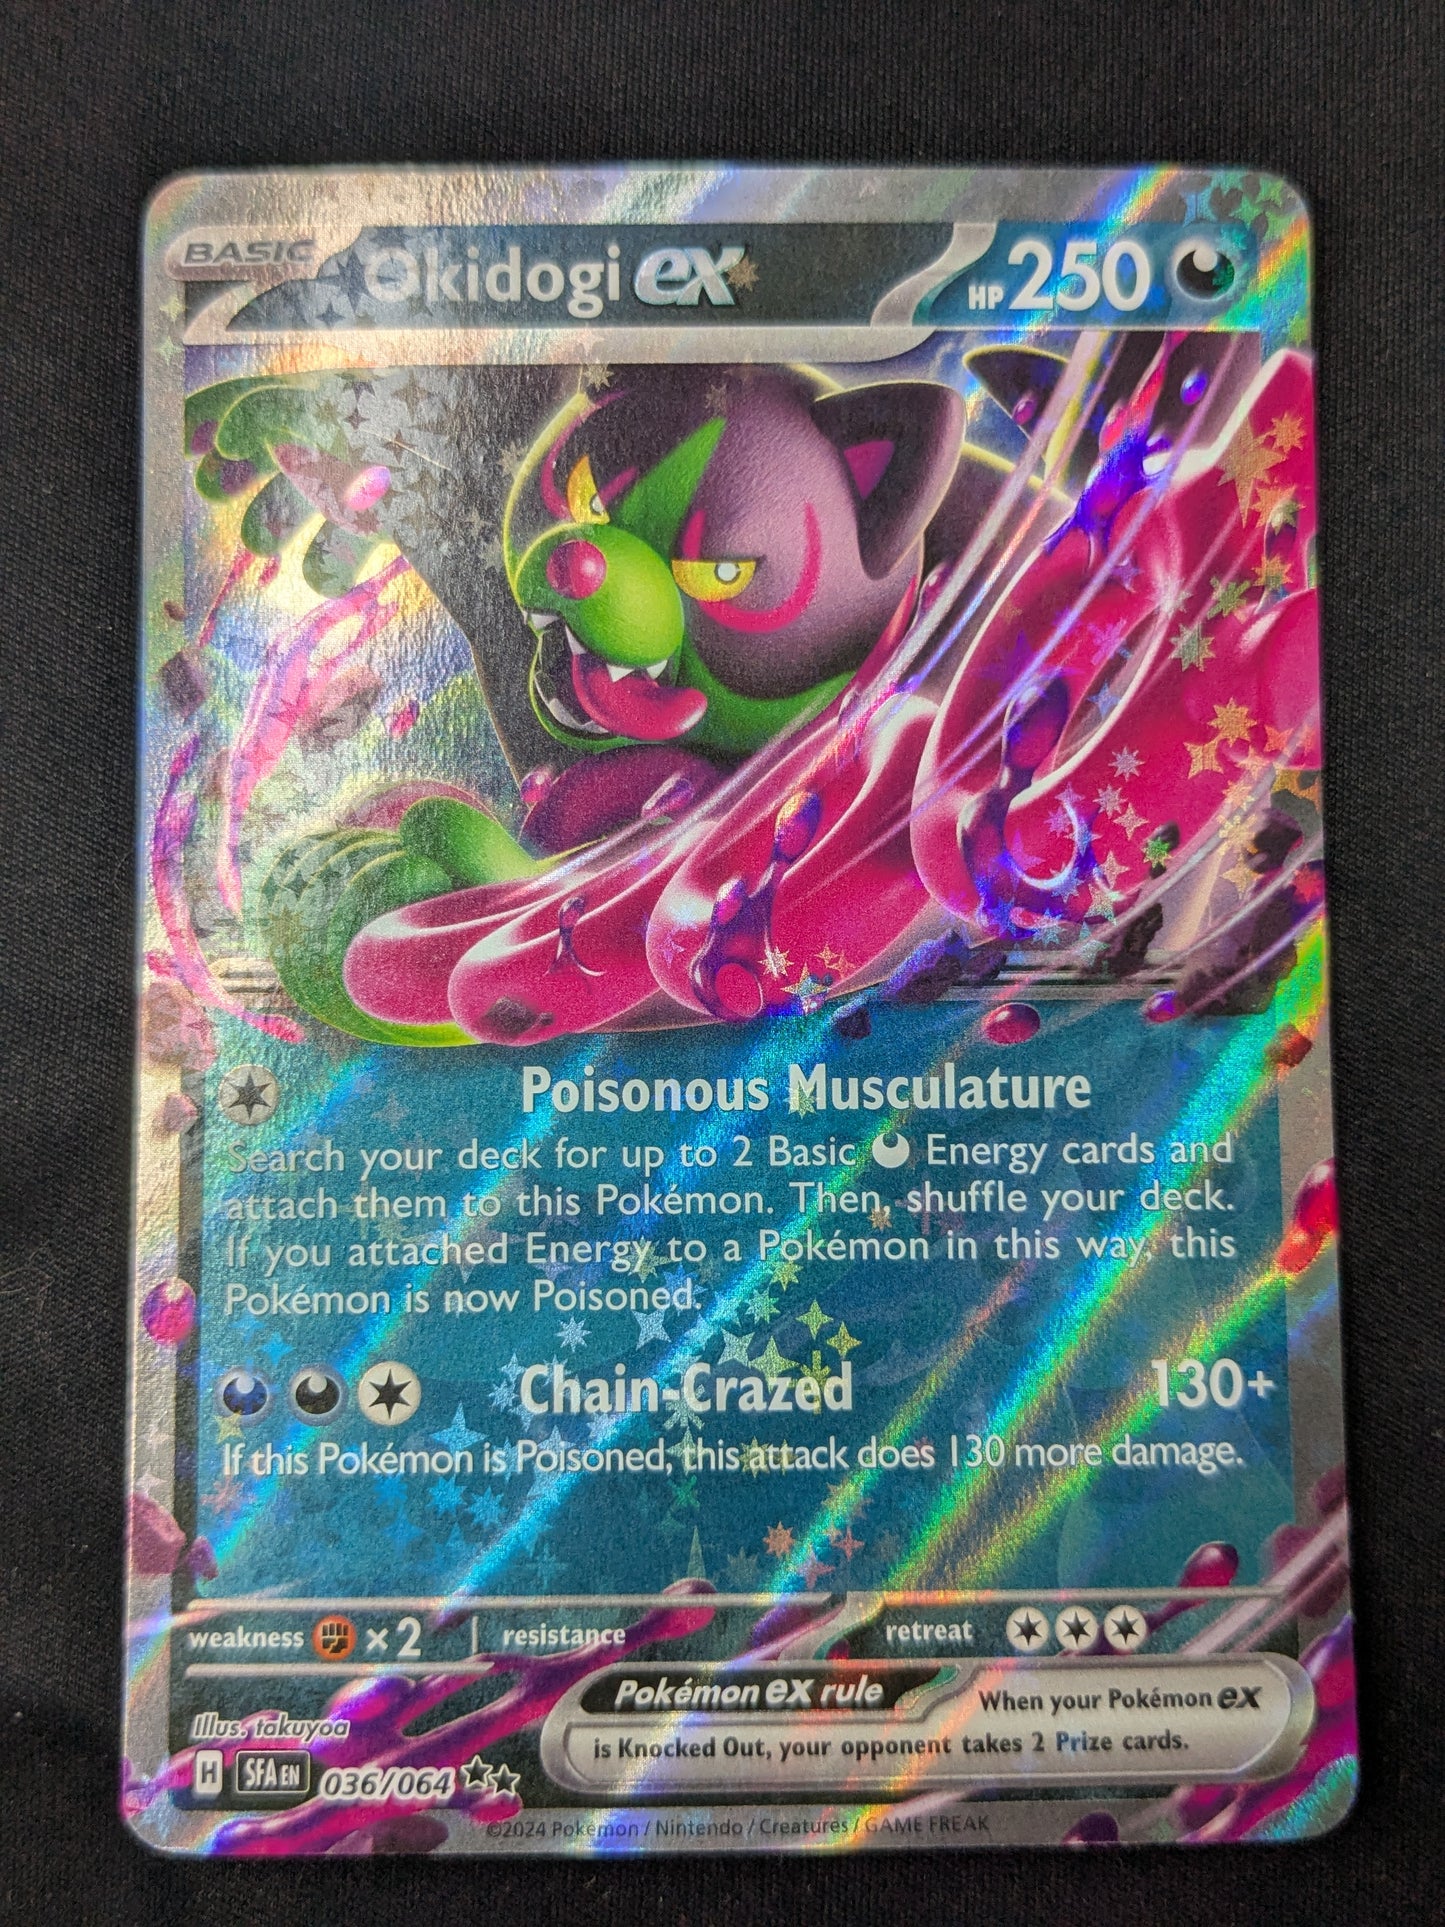 BASIC Okidogi ex HP 250
Poisonous Musculature
Search your deck for up to 2 Basic Energy cards and
attach them to this Pokémon. Then, shuffle your deck.
If you attached Energy to a Pokémon in this way, this
Pokémon is now Poisoned.
Chain-Crazed 130+
If this Pokémon is Poisoned, this attack does 130 more damage.
weakness ×2 resistance retreat
Pokémon ex rule When your Pokémon ex
is Knocked Out, your opponent takes 2 Prize cards.
Illus. takuyoa
H SFA EN 036/064
©2024 Pokémon / Nintendo / Creatures / GAME FREAK